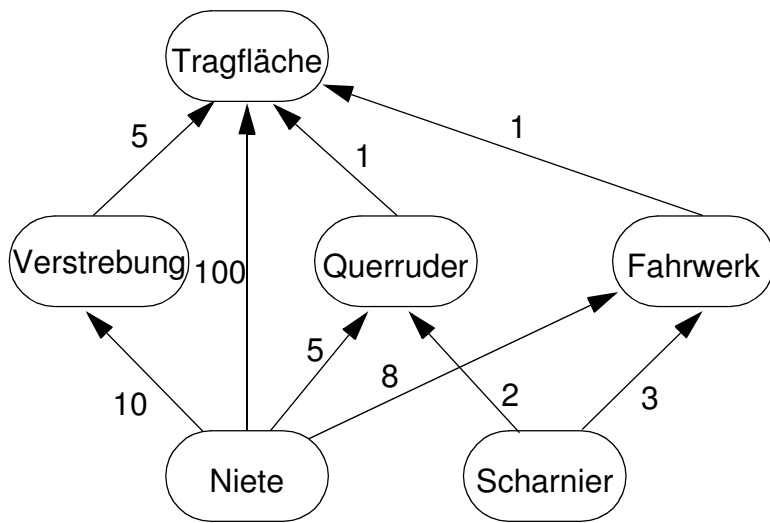 Tragfläche
5
1
1
Verstrebung
100
Querruder
Fahrwerk
10
5
8
2
3
Niete
Scharnier